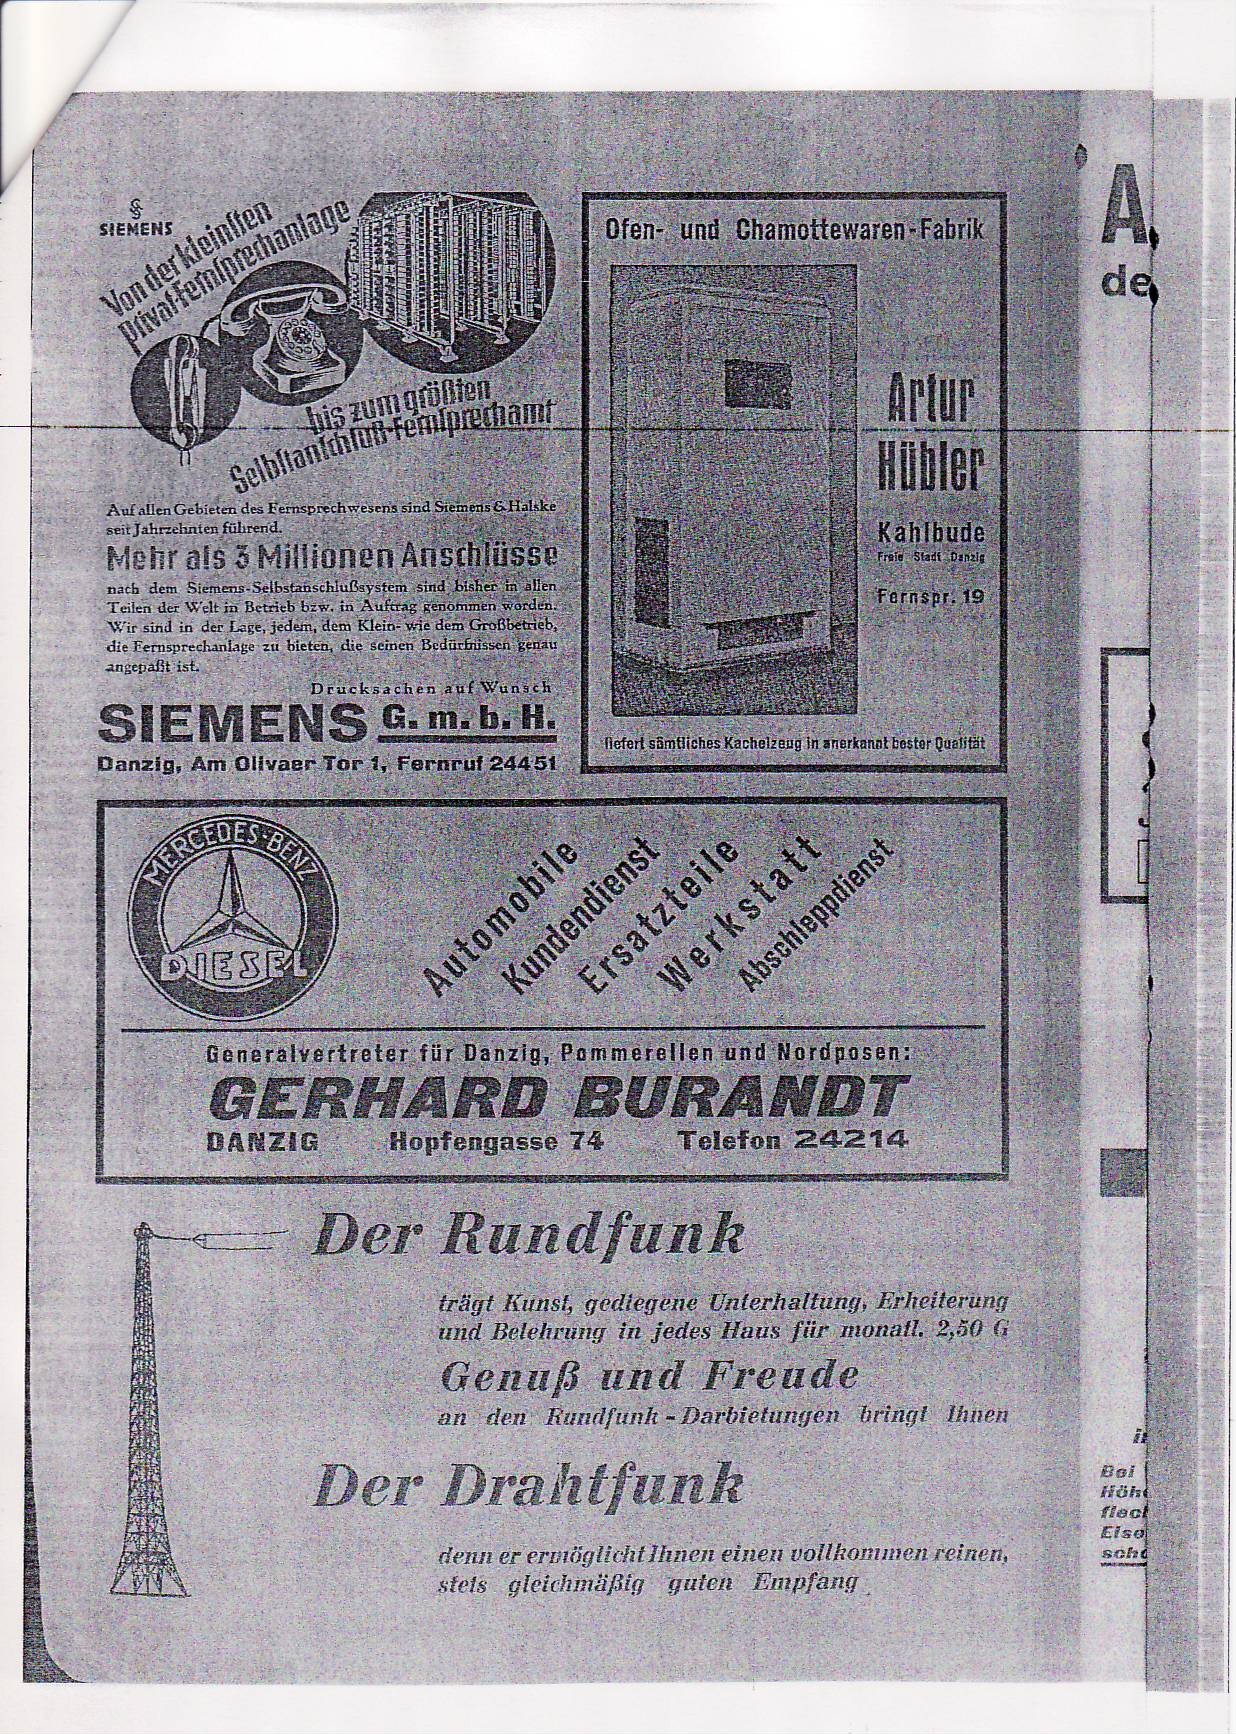 SIEMENS
Von der kleinsten
Privat-Fernsprechanlage
bis zum größten
Selbstanschluß-Fernsprechamt
Auf allen Gebieten des Fernsprechwesens sind Siemens & Halske
seit Jahrzehnten führend.
Mehr als 3 Millionen Anschlüsse
nach dem Siemens-Selbstanschlußsystem sind bisher in allen
Teilen der Welt in Betrieb bzw. in Auftrag genommen worden.
Wir sind in der Lage, jedem, dem Klein- wie dem Großbetrieb,
die Fernsprechanlage zu bieten, die seinen Bedürfnissen genau
angepaßt ist.
Drucksachen auf Wunsch
SIEMENS G. m. b. H.
Danzig, Am Olivaer Tor 1, Fernruf 24451
Ofen- und Chamottewaren-Fabrik
Artur
Hübler
Kahlbude
Freie Stadt Danzig
Fernspr. 19
liefert sämtliches Kachelzeug in anerkannt bester Qualität
MERCEDES-BENZ
DIESEL
Automobile
Kundendienst
Ersatzteile
Werkstatt
Abschleppdienst
Generalvertreter für Danzig, Pommerellen und Nordposen:
GERHARD BURANDT
DANZIG Hopfengasse 74 Telefon 24214
Der Rundfunk
trägt Kunst, gediegene Unterhaltung, Erheiterung
und Belehrung in jedes Haus für monatl. 2,50 G
Genuß und Freude
an den Rundfunk-Darbietungen bringt Ihnen
Der Drahtfunk
denn er ermöglicht Ihnen einen vollkommen reinen,
stets gleichmäßig guten Empfang
A
de
Bei
Höh
flec
Eise
sch